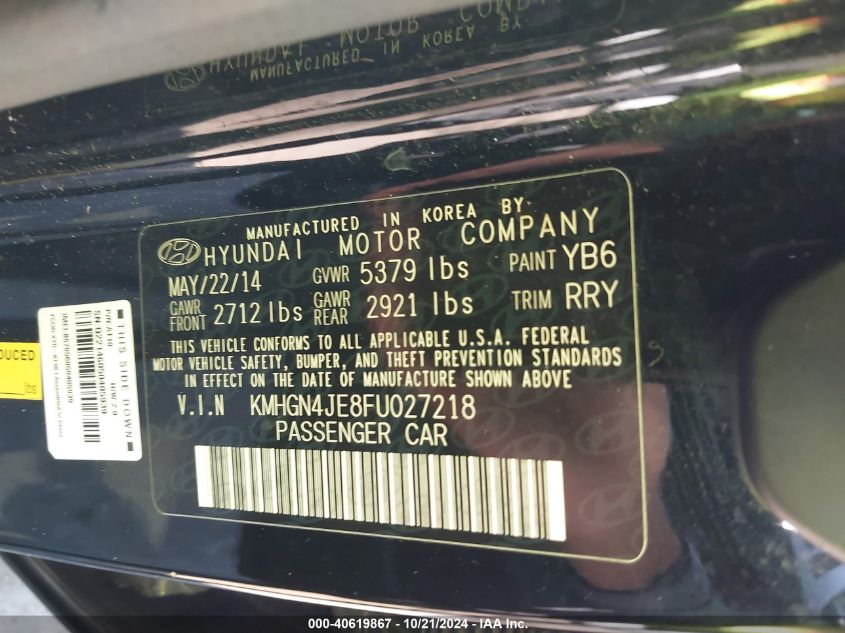 HYUNDAI MOTOR COMPANY
MANUFACTURED IN KOREA BY:
MANUFACTURED IN KOREA BY:
HYUNDAI MOTOR COMPANY
MAY/22/14 GVWR 5379 lbs PAINT YB6
GAWR FRONT 2712 lbs GAWR REAR 2921 lbs TRIM RRY
THIS VEHICLE CONFORMS TO ALL APPLICABLE U.S.A. FEDERAL
MOTOR VEHICLE SAFETY, BUMPER, AND THEFT PREVENTION STANDARDS
IN EFFECT ON THE DATE OF MANUFACTURE SHOWN ABOVE
V.I.N KMHGN4JE8FU027218
PASSENGER CAR
THIS SIDE DOWN
DUCED
lbs
000-40619867 - 10/21/2024 - IAA Inc.